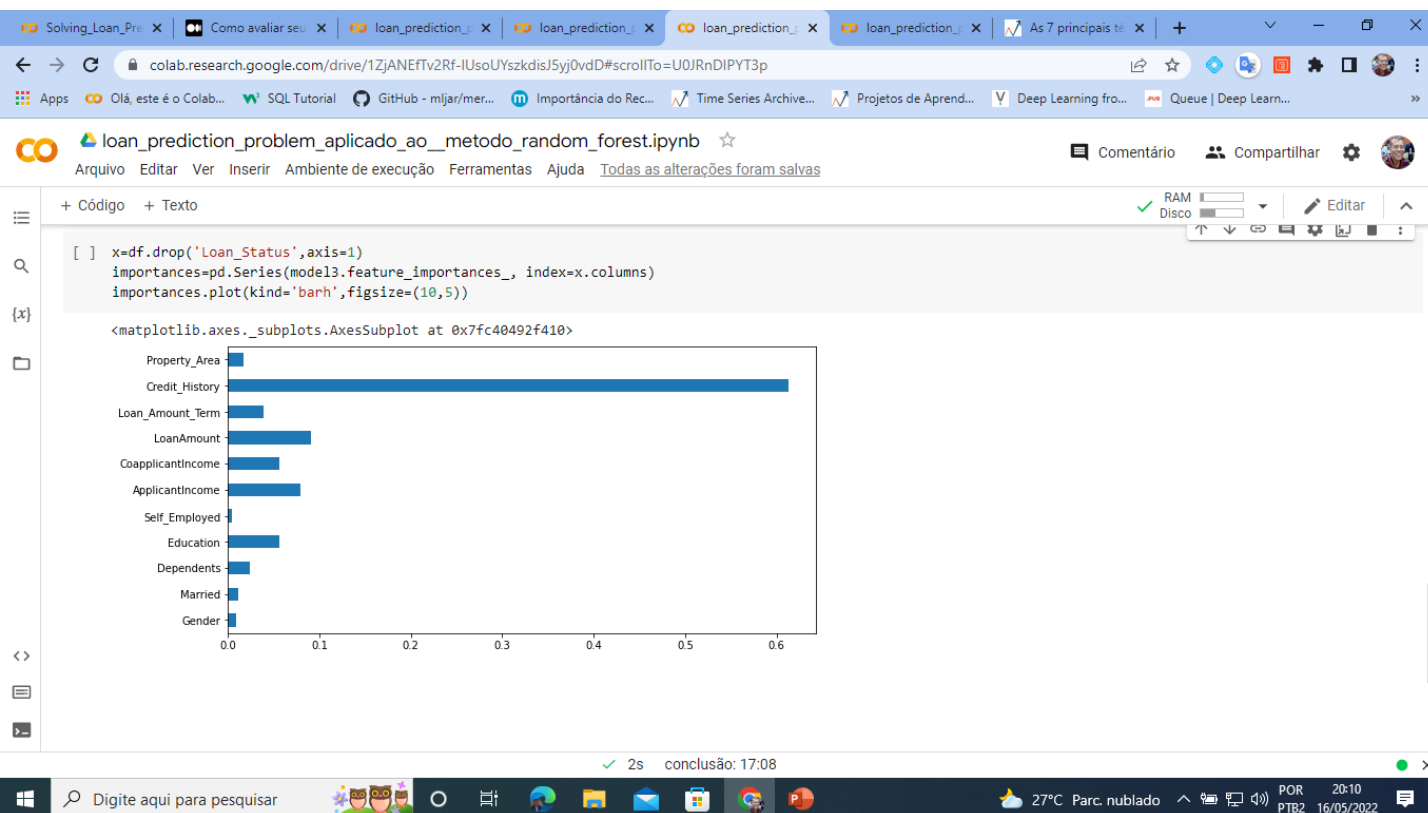 Solving_Loan_Pre
Como avaliar seu
loan_prediction_p
loan_prediction_p
loan_prediction_p
loan_prediction_p
As 7 principais té
colab.research.google.com/drive/1ZjANEfTv2Rf-IUsoUYszkdisJ5yj0vdD#scrollTo=U0JRnDIPYT3p
Apps
Olá, este é o Colab...
SQL Tutorial
GitHub - mljar/mer...
Importância do Rec...
Time Series Archive...
Projetos de Aprend...
Deep Learning fro...
Queue | Deep Learn...
»
CO
loan_prediction_problem_aplicado_ao__metodo_random_forest.ipynb
Comentário
Compartilhar
Arquivo Editar Ver Inserir Ambiente de execução Ferramentas Ajuda Todas as alterações foram salvas
+ Código + Texto
RAM
Disco
Editar
[ ] x=df.drop('Loan_Status',axis=1)
importances=pd.Series(model3.feature_importances_, index=x.columns)
importances.plot(kind='barh',figsize=(10,5))
{x}
<matplotlib.axes._subplots.AxesSubplot at 0x7fc40492f410>
Property_Area
Credit_History
Loan_Amount_Term
LoanAmount
CoapplicantIncome
ApplicantIncome
Self_Employed
Education
Dependents
Married
Gender
0.0 0.1 0.2 0.3 0.4 0.5 0.6
2s conclusão: 17:08
Digite aqui para pesquisar
27°C Parc. nublado
POR
PTB2
20:10
16/05/2022